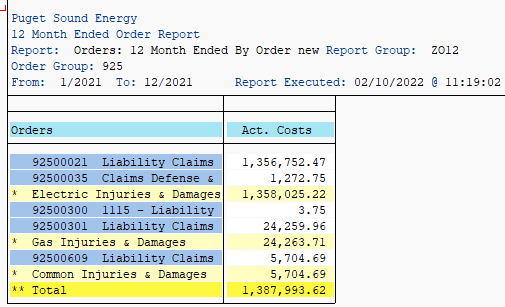 Puget Sound Energy
12 Month Ended Order Report
Report: Orders: 12 Month Ended By Order new Report Group: ZO12
Order Group: 925
From: 1/2021 To: 12/2021 Report Executed: 02/10/2022 @ 11:19:02
Orders Act. Costs
92500021 Liability Claims 1,356,752.47
92500035 Claims Defense & 1,272.75
* Electric Injuries & Damages 1,358,025.22
92500300 1115 - Liability 3.75
92500301 Liability Claims 24,259.96
* Gas Injuries & Damages 24,263.71
92500609 Liability Claims 5,704.69
* Common Injuries & Damages 5,704.69
** Total 1,387,993.62